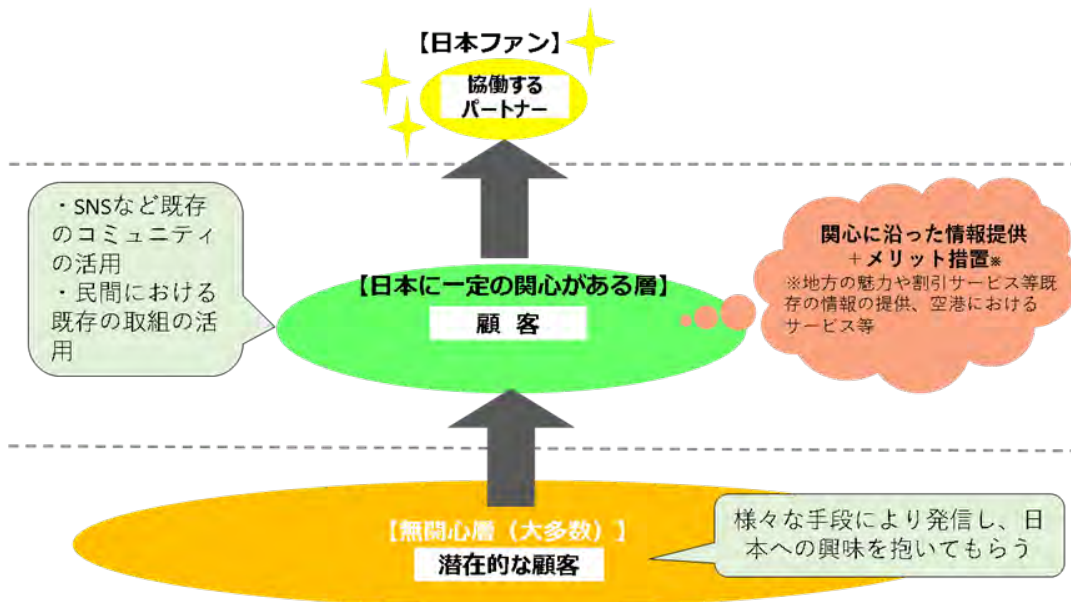 【日本ファン】
協働する
パートナー
・SNSなど既存
のコミュニティ
の活用
・民間における
既存の取組の活
用
【日本に一定の関心がある層】
顧 客
関心に沿った情報提供
+メリット措置※
※地方の魅力や割引サービス等既
存の情報の提供、空港における
サービス等
【無関心層(大多数)】
潜在的な顧客
様々な手段により発信し、日
本への興味を抱いてもらう